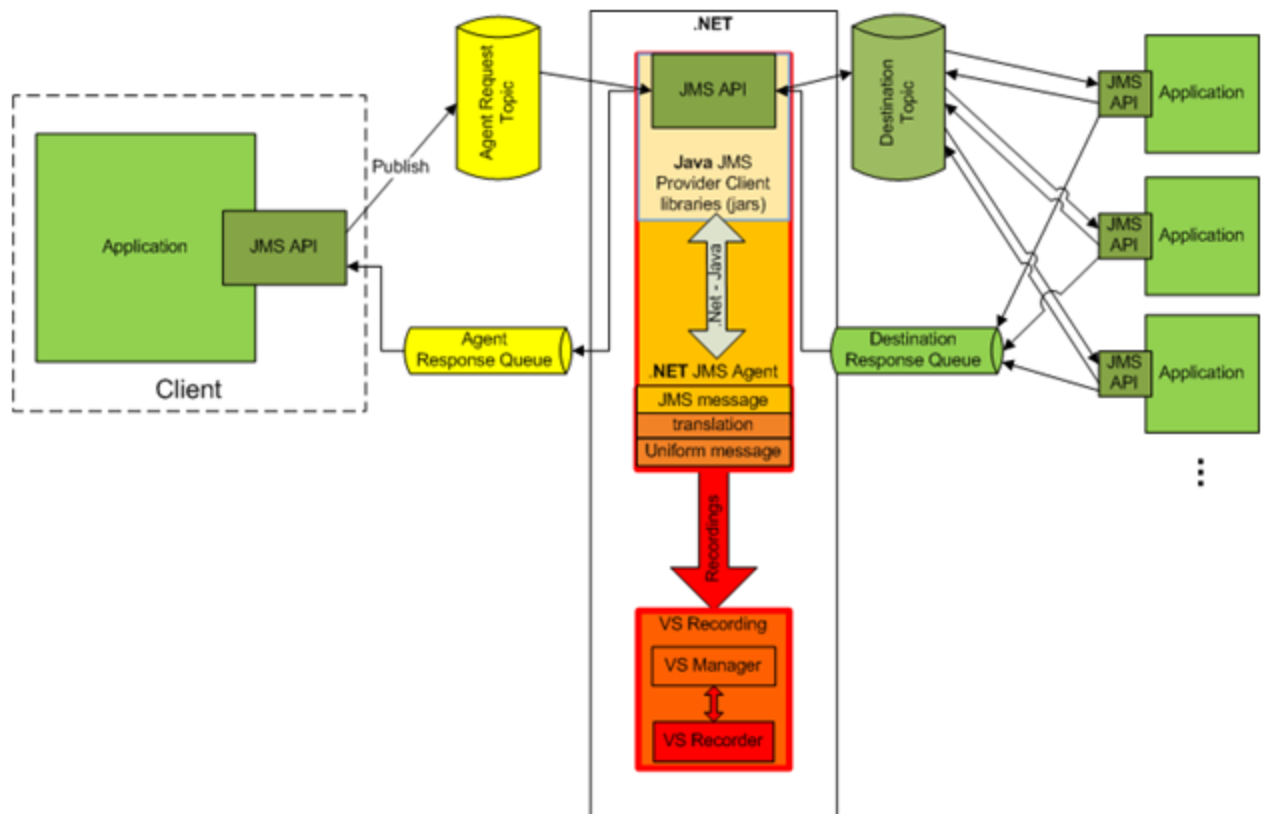 .NET
Agent Request
Topic
JMS API
Destination
Topic
JMS
API
Application
Publish
Java JMS
Provider Client
libraries (jars)
Application
JMS API
JMS
API
Application
.Net - Java
Client
Agent
Response Queue
Destination
Response Queue
JMS
API
Application
.NET JMS Agent
JMS message
translation
Uniform message
Recordings
VS Recording
VS Manager
VS Recorder